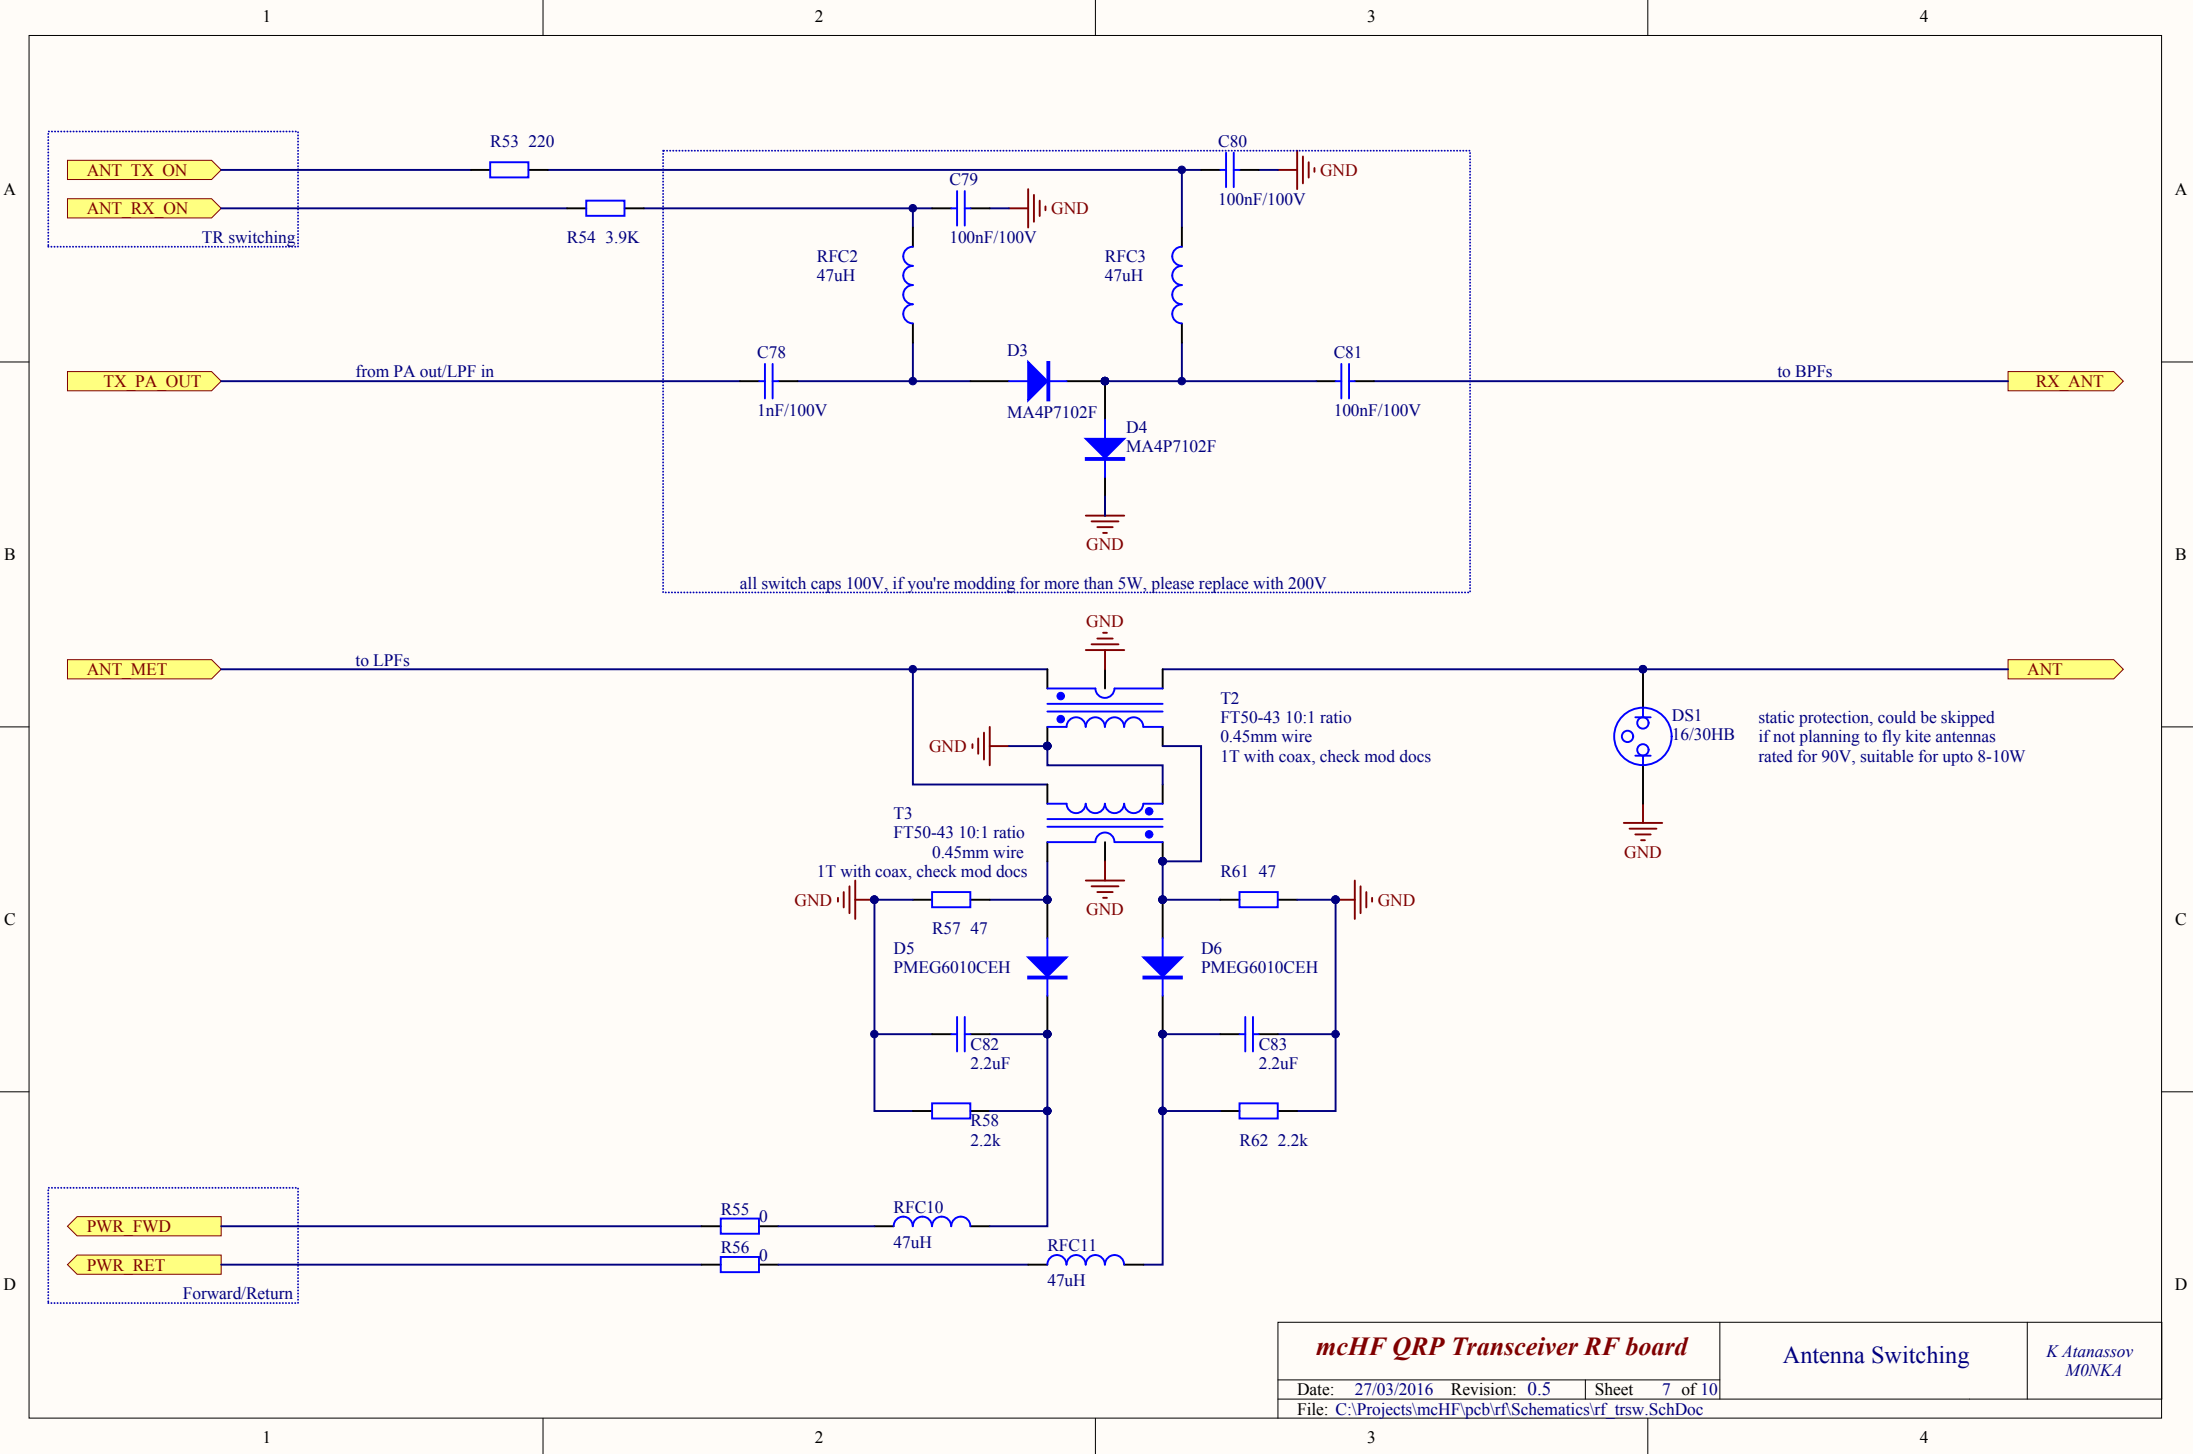 1 2 3 4
A A
B B
C C
D D
ANT_TX_ON
ANT_RX_ON
TR switching
R53 220
R54 3.9K
C79
100nF/100V
GND
C80
100nF/100V
GND
RFC2
47uH
RFC3
47uH
TX_PA_OUT
from PA out/LPF in
C78
1nF/100V
D3
MA4P7102F
D4
MA4P7102F
GND
C81
100nF/100V
to BPFs
RX_ANT
all switch caps 100V, if you're modding for more than 5W, please replace with 200V
GND
ANT_MET
to LPFs
ANT
T2
FT50-43 10:1 ratio
0.45mm wire
1T with coax, check mod docs
GND
DS1
16/30HB
static protection, could be skipped
if not planning to fly kite antennas
rated for 90V, suitable for upto 8-10W
GND
T3
FT50-43 10:1 ratio
0.45mm wire
1T with coax, check mod docs
GND
GND
R57 47
R61 47
GND
D5
PMEG6010CEH
D6
PMEG6010CEH
C82
2.2uF
C83
2.2uF
R58
2.2k
R62 2.2k
PWR_FWD
PWR_RET
Forward/Return
R55 0
R56 0
RFC10
47uH
RFC11
47uH
mcHF QRP Transceiver RF board
Antenna Switching
K Atanassov
M0NKA
Date: 27/03/2016 Revision: 0.5 Sheet 7 of 10
File: C:\Projects\mcHF\pcb\rf\Schematics\rf_trsw.SchDoc
1 2 3 4